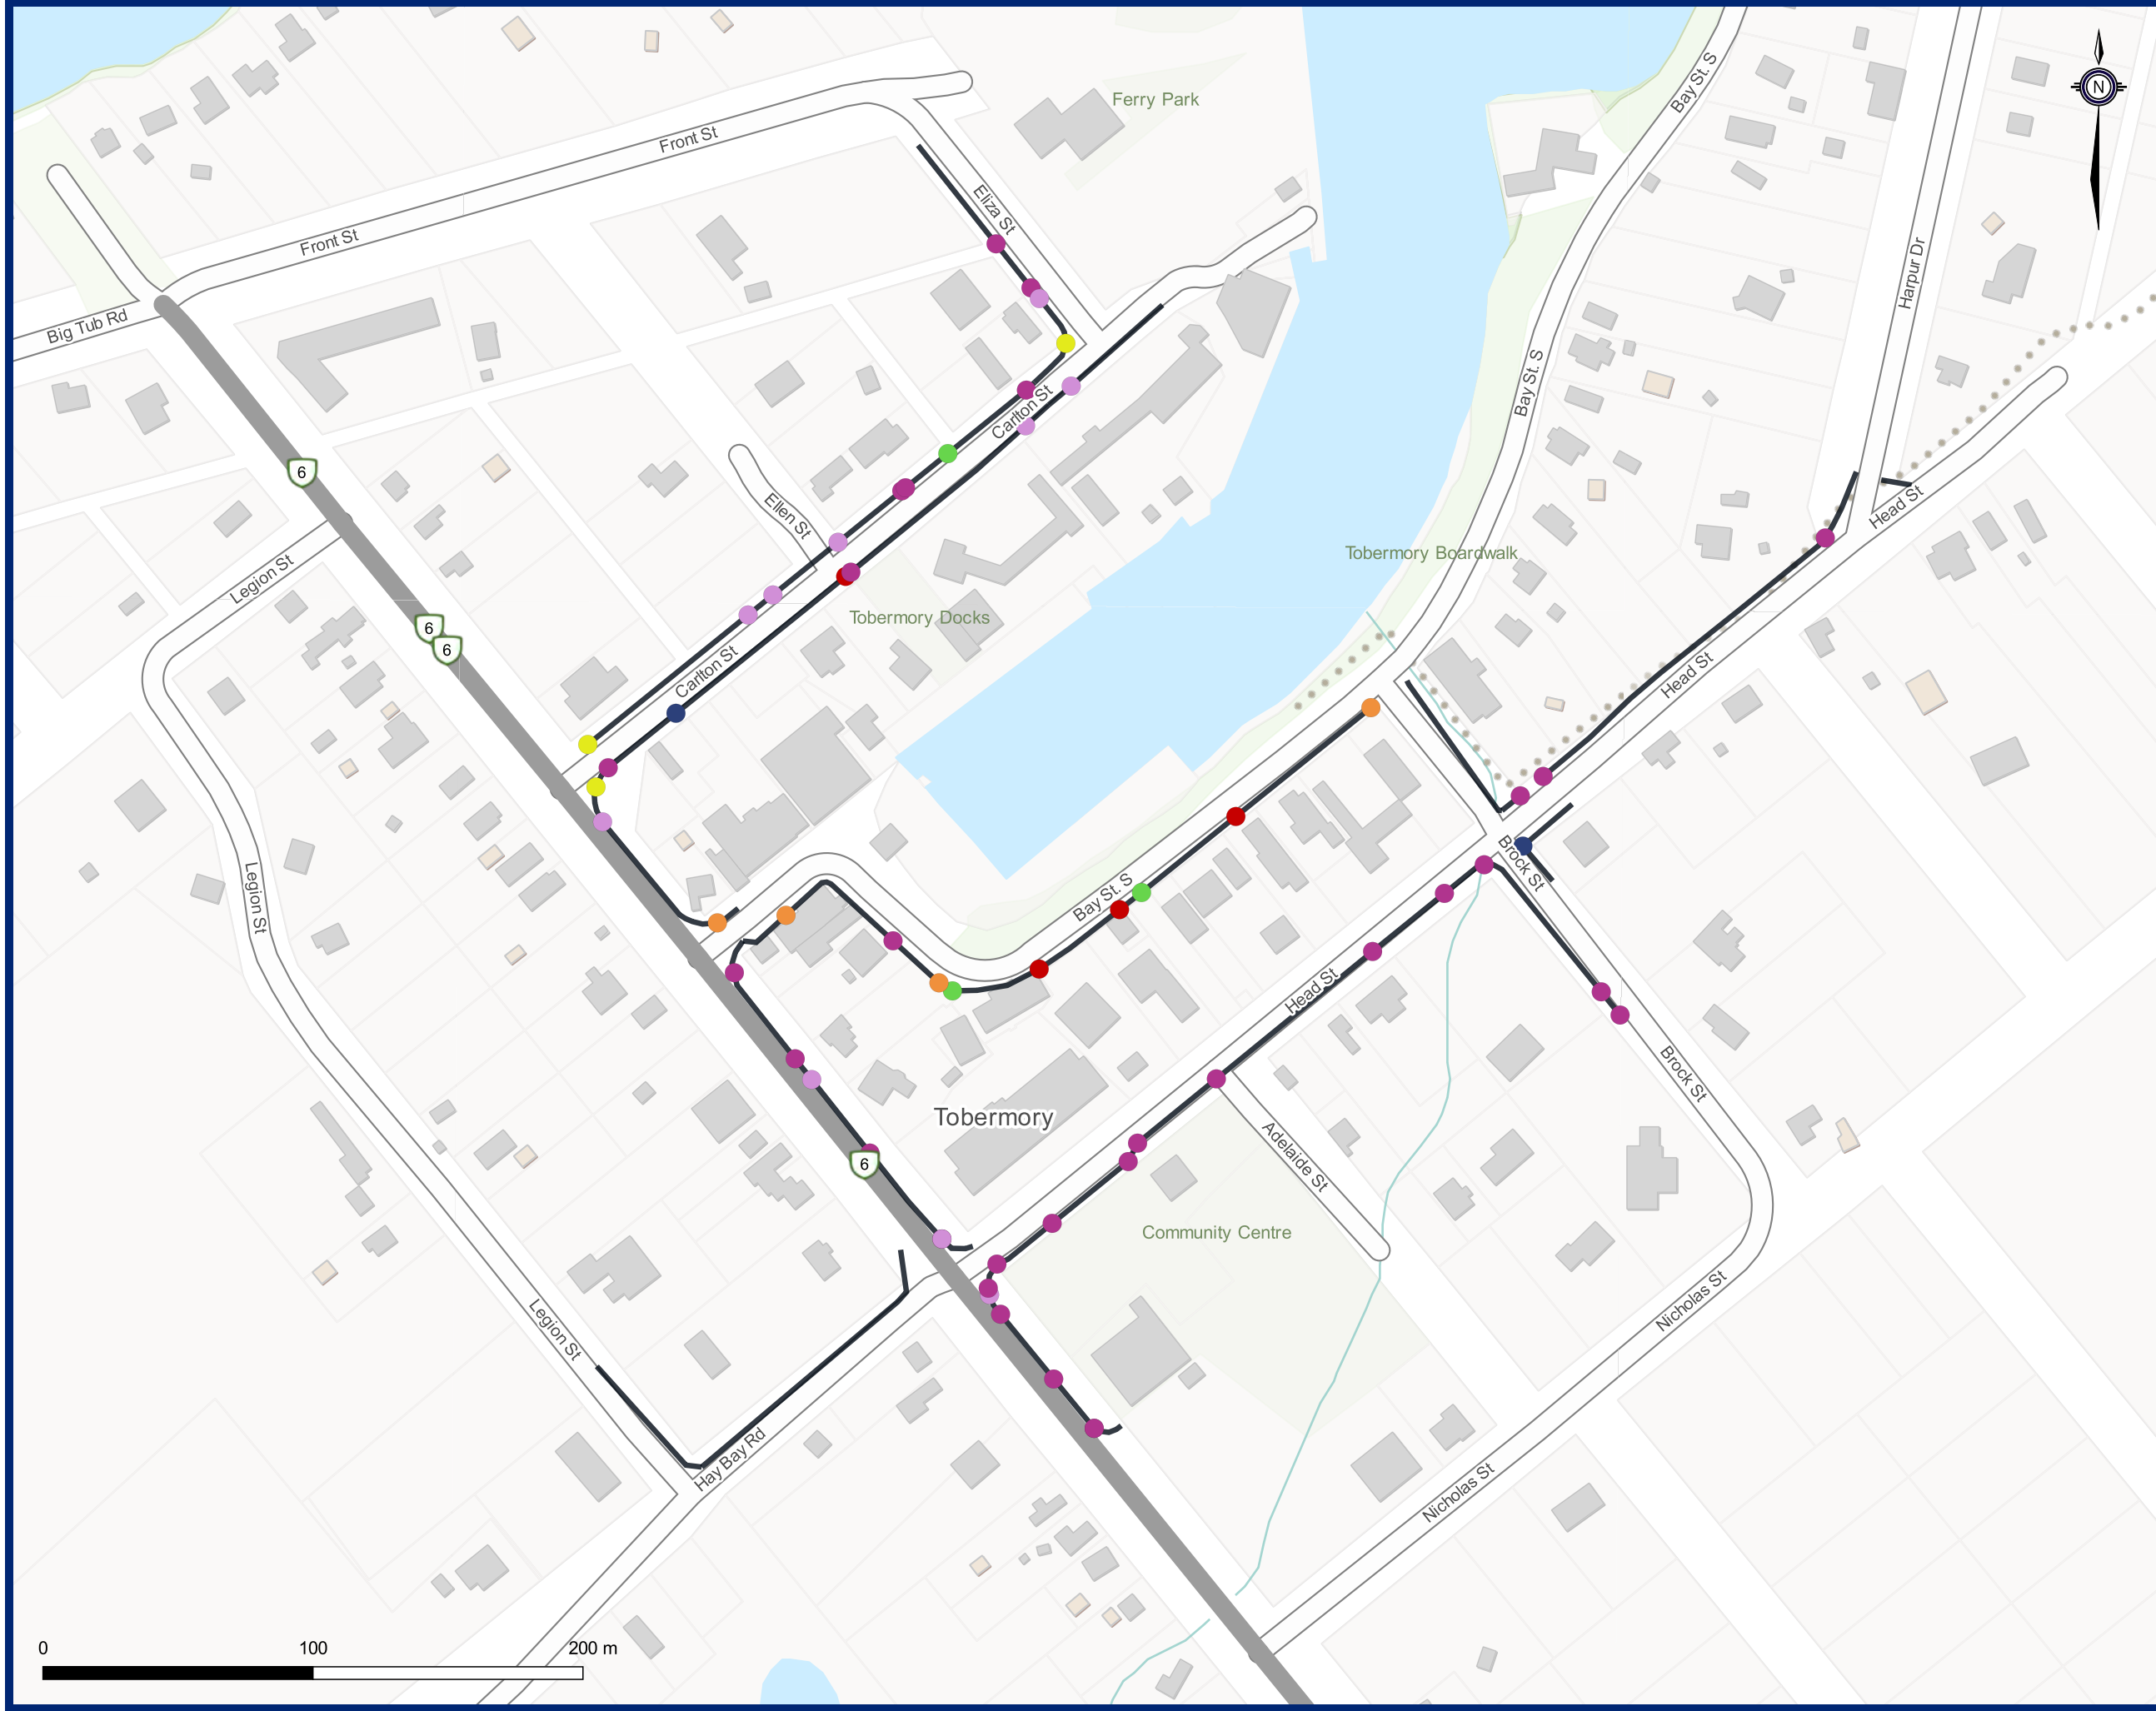 Ferry Park
N
Bay St. S
Front St
Eliza St
Front St
Harpur Dr
Big Tub Rd
Bay St. S
Carlton St
6
Head St
Ellen St
Tobermory Boardwalk
Legion St
Tobermory Docks
6
6
Carlton St
Head St
Brock St
Legion St
Bay St. S
Head St
Brock St
Tobermory
6
Adelaide St
Community Centre
Nicholas St
Legion St
Hay Bay Rd
Nicholas St
0 100 200 m